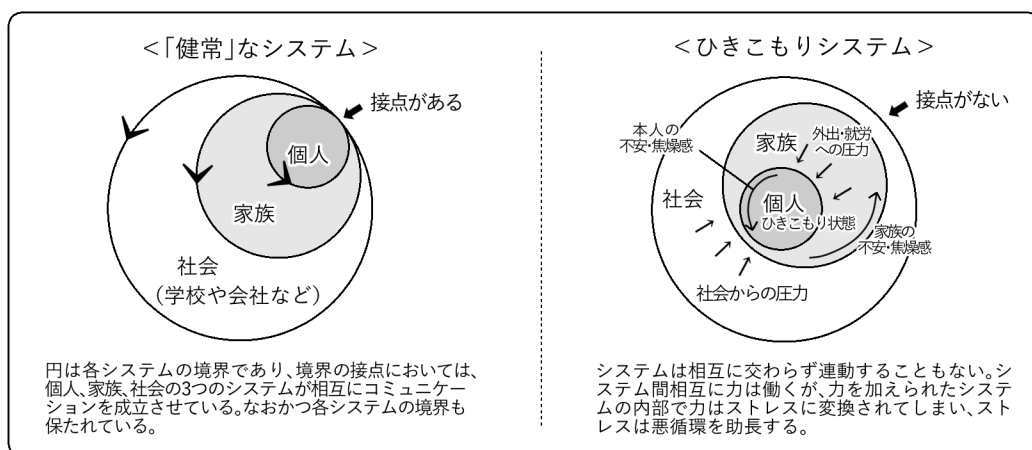 ＜「健常」なシステム＞
接点がある
個人
家族
社会
（学校や会社など）
円は各システムの境界であり、境界の接点においては、
個人、家族、社会の3つのシステムが相互にコミュニケー
ションを成立させている。なおかつ各システムの境界も
保たれている。
＜ひきこもりシステム＞
接点がない
本人の
不安・焦燥感
家族
外出・就労
への圧力
社会
個人
ひきこもり状態
家族の
不安・焦燥感
社会からの圧力
システムは相互に交わらず連動することもない。シ
ステム間相互に力は働くが、力を加えられたシステ
ムの内部で力はストレスに変換されてしまい、スト
レスは悪循環を助長する。